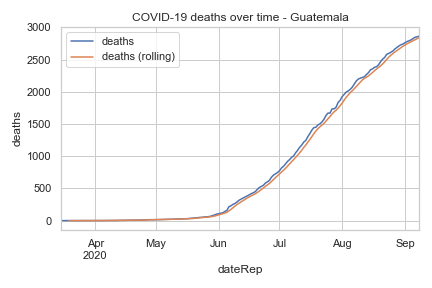 COVID-19 deaths over time - Guatemala
deaths
deaths (rolling)
deaths
3000
2500
2000
1500
1000
500
0
Apr
2020
May
Jun
Jul
Aug
Sep
dateRep